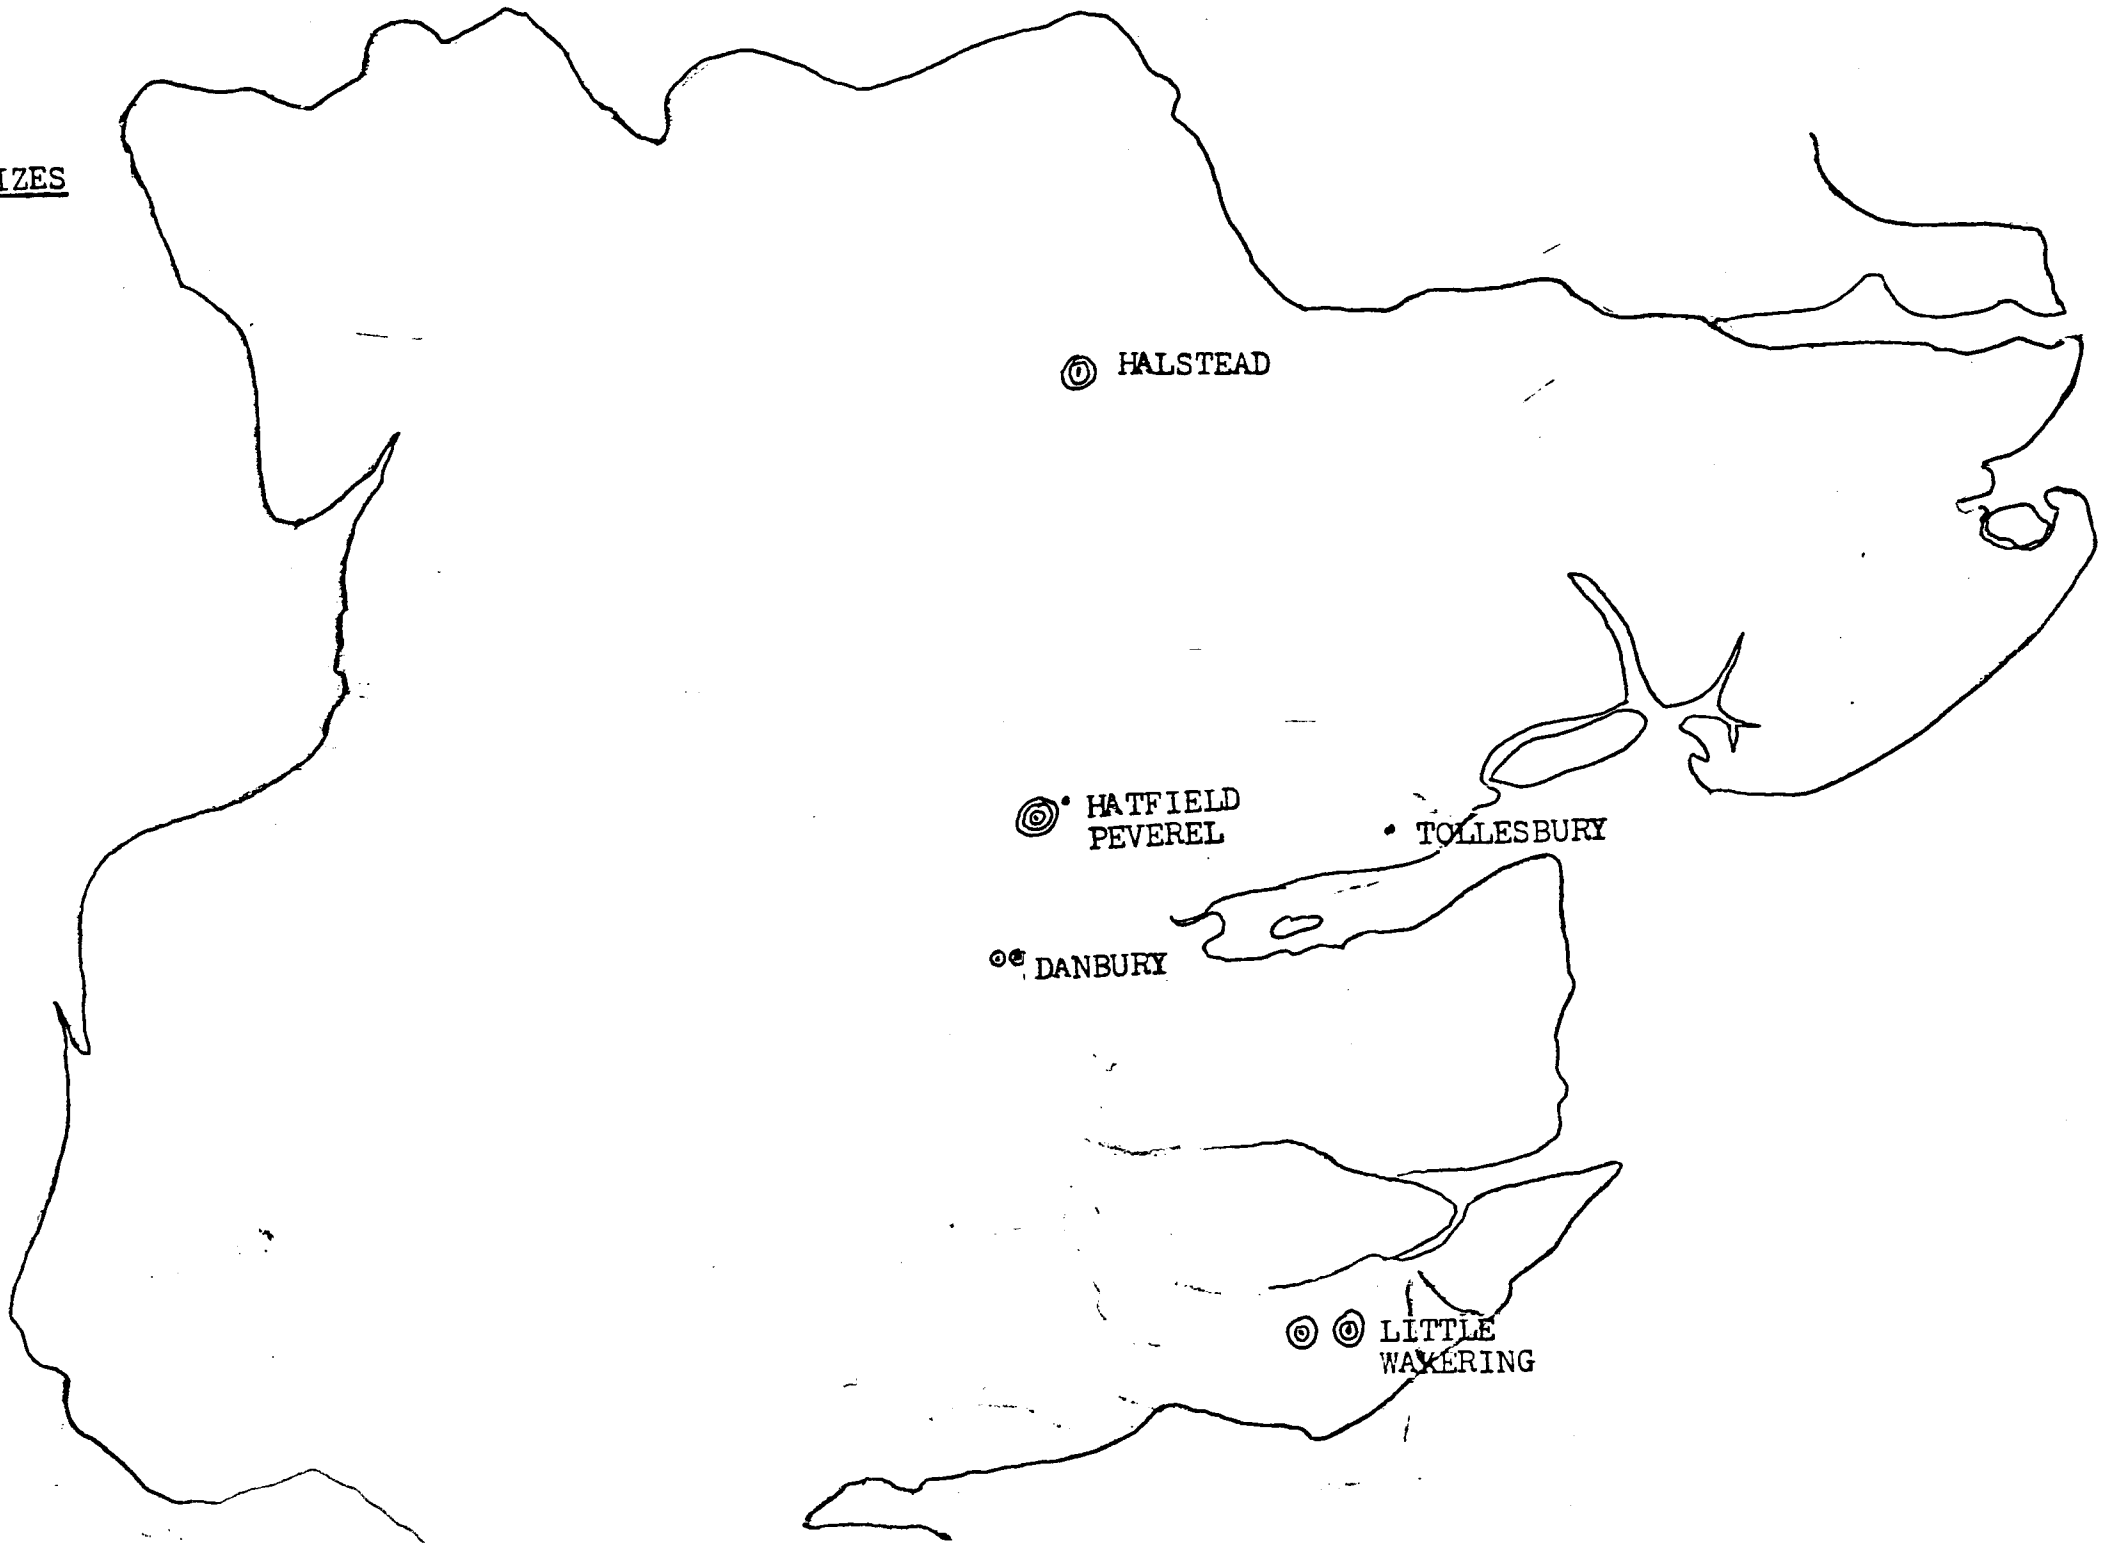 IZES
HALSTEAD
HATFIELD
PEVEREL
TOLLESBURY
DANBURY
LITTLE
WAKERING